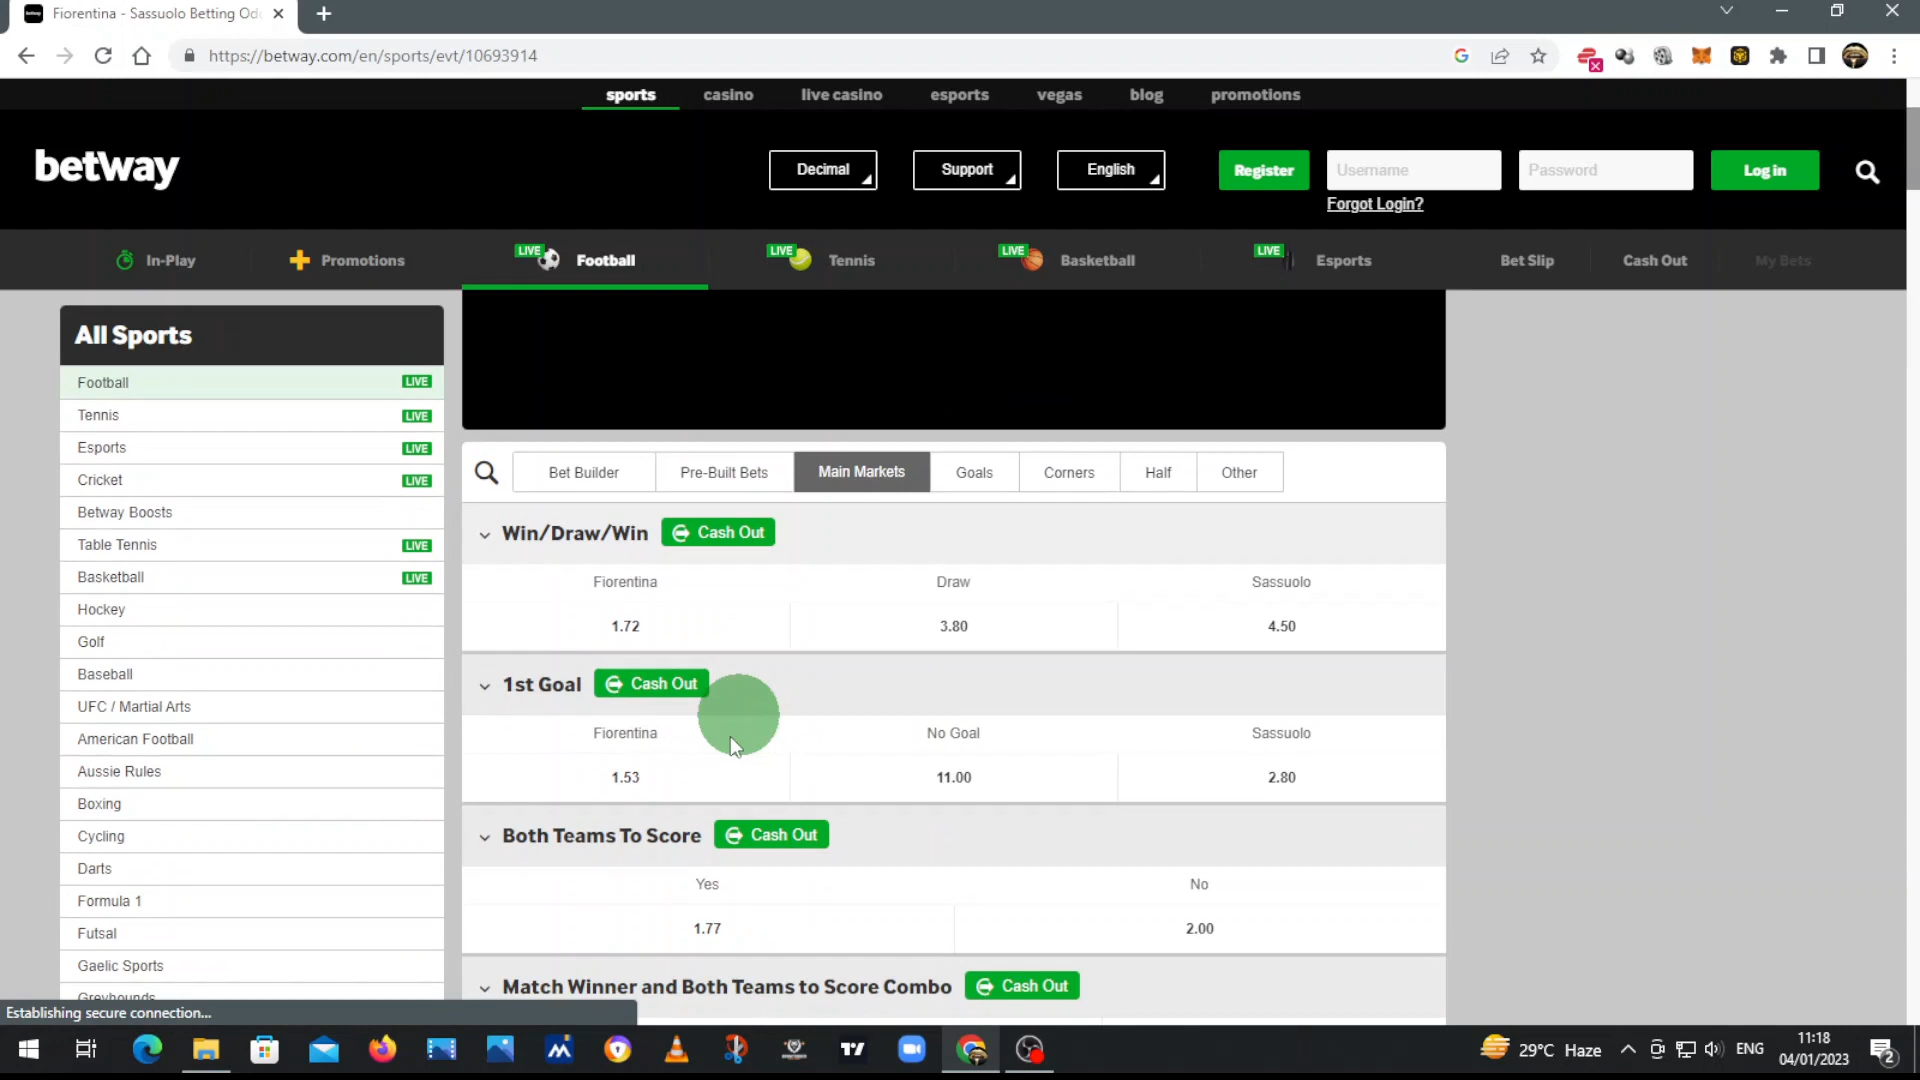 Fiorentina - Sassuolo Betting Od
https://betway.com/en/sports/evt/10693914
sports casino live casino esports vegas blog promotions
betway
Decimal Support English Register Username Password Log in
Forgot Login?
In-Play Promotions LIVE Football LIVE Tennis LIVE Basketball LIVE Esports Bet Slip Cash Out My Bets
All Sports
Football LIVE
Tennis LIVE
Esports LIVE
Cricket LIVE
Betway Boosts
Table Tennis LIVE
Basketball LIVE
Hockey
Golf
Baseball
UFC / Martial Arts
American Football
Aussie Rules
Boxing
Cycling
Darts
Formula 1
Futsal
Gaelic Sports
Greyhounds
Bet Builder Pre-Built Bets Main Markets Goals Corners Half Other
Win/Draw/Win Cash Out
Fiorentina Draw Sassuolo
1.72 3.80 4.50
1st Goal Cash Out
Fiorentina No Goal Sassuolo
1.53 11.00 2.80
Both Teams To Score Cash Out
Yes No
1.77 2.00
Match Winner and Both Teams to Score Combo Cash Out
Establishing secure connection...
29°C Haze ENG 11:18
04/01/2023
2